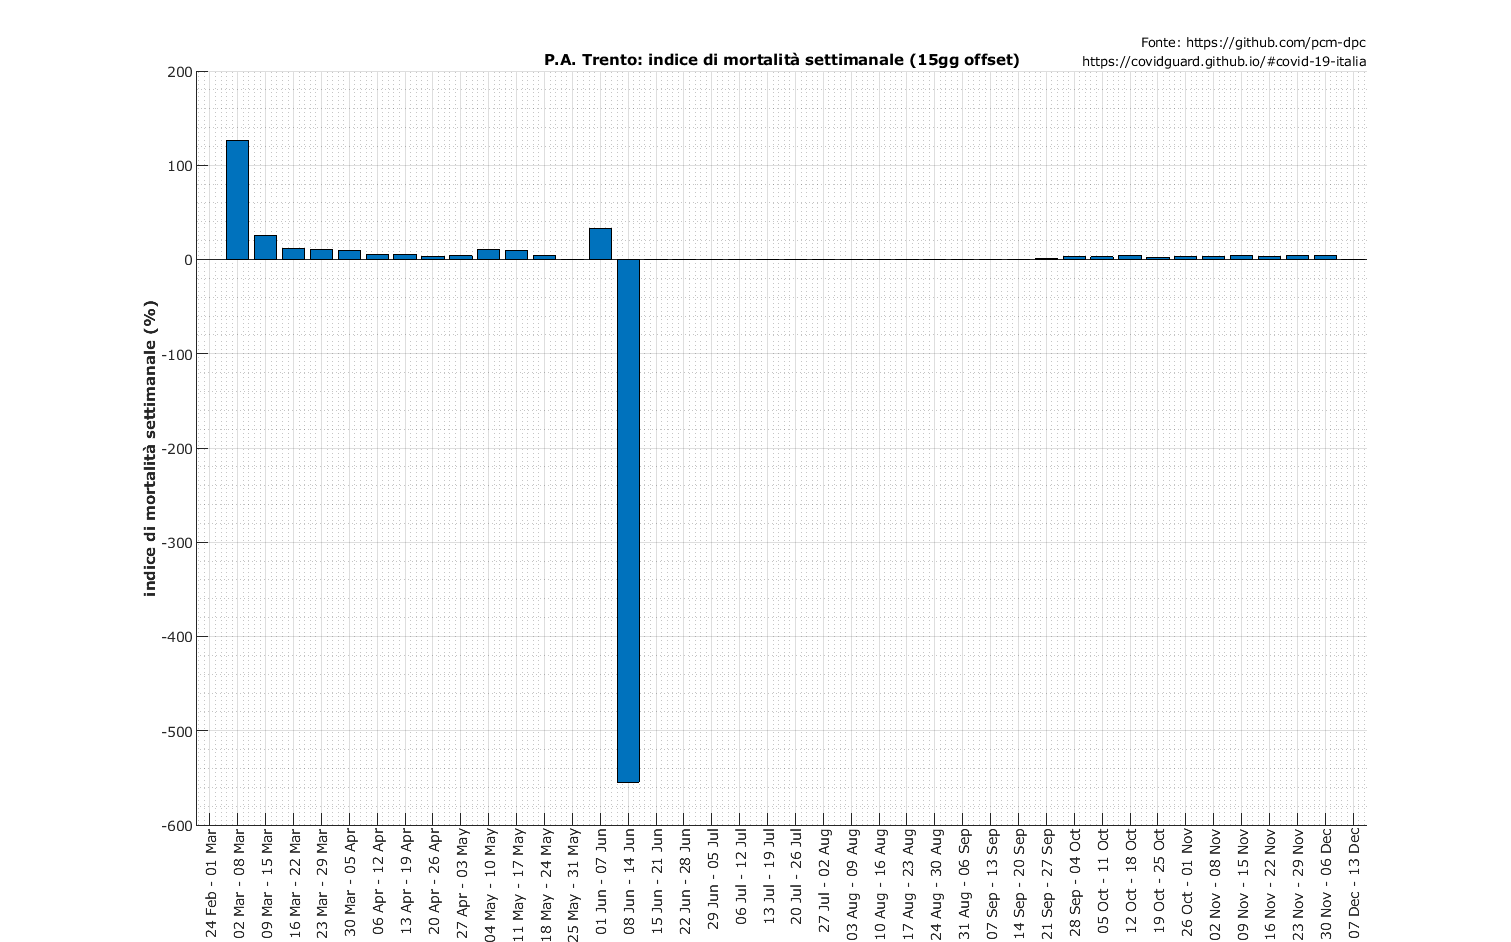 Fonte: https://github.com/pcm-dpc
P.A. Trento: indice di mortalità settimanale (15gg offset)
https://covidguard.github.io/#covid-19-italia
indice di mortalità settimanale (%)
200
100
0
-100
-200
-300
-400
-500
-600
24 Feb - 01 Mar
02 Mar - 08 Mar
09 Mar - 15 Mar
16 Mar - 22 Mar
23 Mar - 29 Mar
30 Mar - 05 Apr
06 Apr - 12 Apr
13 Apr - 19 Apr
20 Apr - 26 Apr
27 Apr - 03 May
04 May - 10 May
11 May - 17 May
18 May - 24 May
25 May - 31 May
01 Jun - 07 Jun
08 Jun - 14 Jun
15 Jun - 21 Jun
22 Jun - 28 Jun
29 Jun - 05 Jul
06 Jul - 12 Jul
13 Jul - 19 Jul
20 Jul - 26 Jul
27 Jul - 02 Aug
03 Aug - 09 Aug
10 Aug - 16 Aug
17 Aug - 23 Aug
24 Aug - 30 Aug
31 Aug - 06 Sep
07 Sep - 13 Sep
14 Sep - 20 Sep
21 Sep - 27 Sep
28 Sep - 04 Oct
05 Oct - 11 Oct
12 Oct - 18 Oct
19 Oct - 25 Oct
26 Oct - 01 Nov
02 Nov - 08 Nov
09 Nov - 15 Nov
16 Nov - 22 Nov
23 Nov - 29 Nov
30 Nov - 06 Dec
07 Dec - 13 Dec